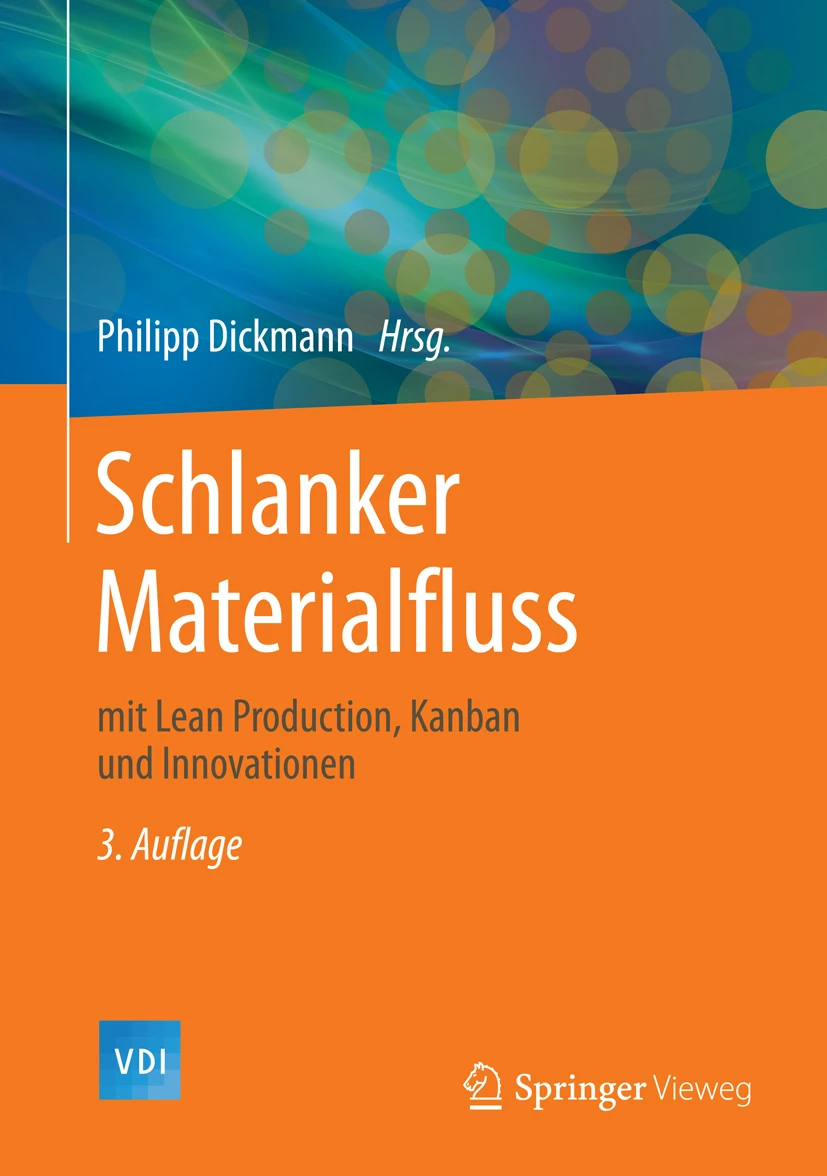 Philipp Dickmann Hrsg.
Schlanker
Materialfluss
mit Lean Production, Kanban
und Innovationen
3. Auflage
VDI
Springer Vieweg